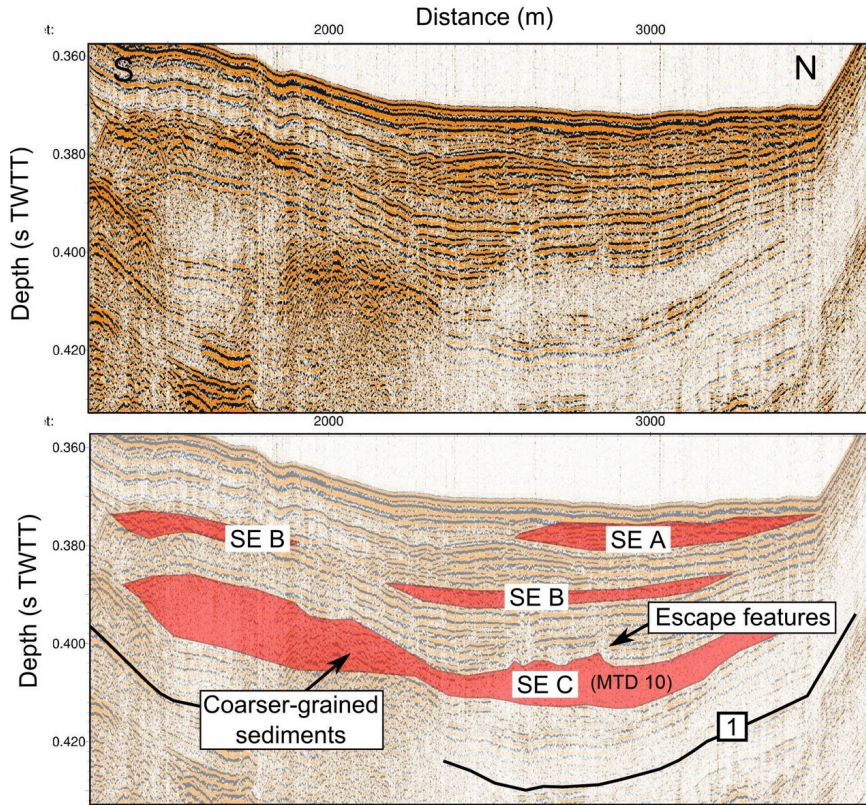 Distance (m)
t:
2000
3000
0.360
S
N
0.380
Depth (s TWTT)
0.400
0.420
t:
2000
3000
0.360
SE B
SE A
0.380
SE B
Escape features
Depth (s TWTT)
0.400
SE C (MTD 10)
Coarser-grained
sediments
1
0.420